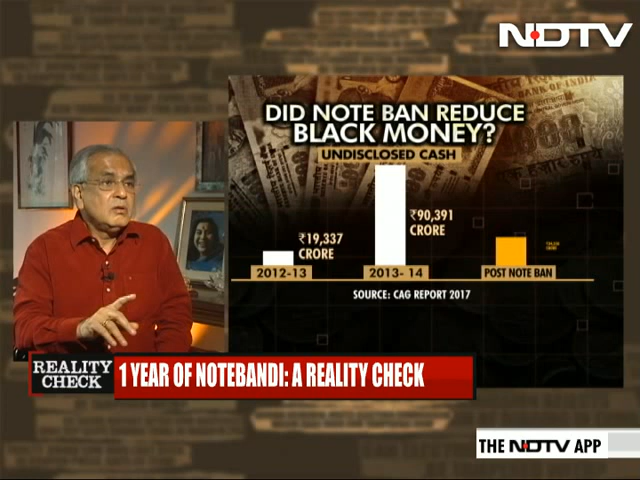 NDTV
DID NOTE BAN REDUCE
BLACK MONEY?
UNDISCLOSED CASH
₹19,337
CRORE
₹90,391
CRORE
2012-13
2013- 14
POST NOTE BAN
SOURCE: CAG REPORT 2017
REALITY
CHECK
1 YEAR OF NOTEBANDI: A REALITY CHECK
THE NDTV APP